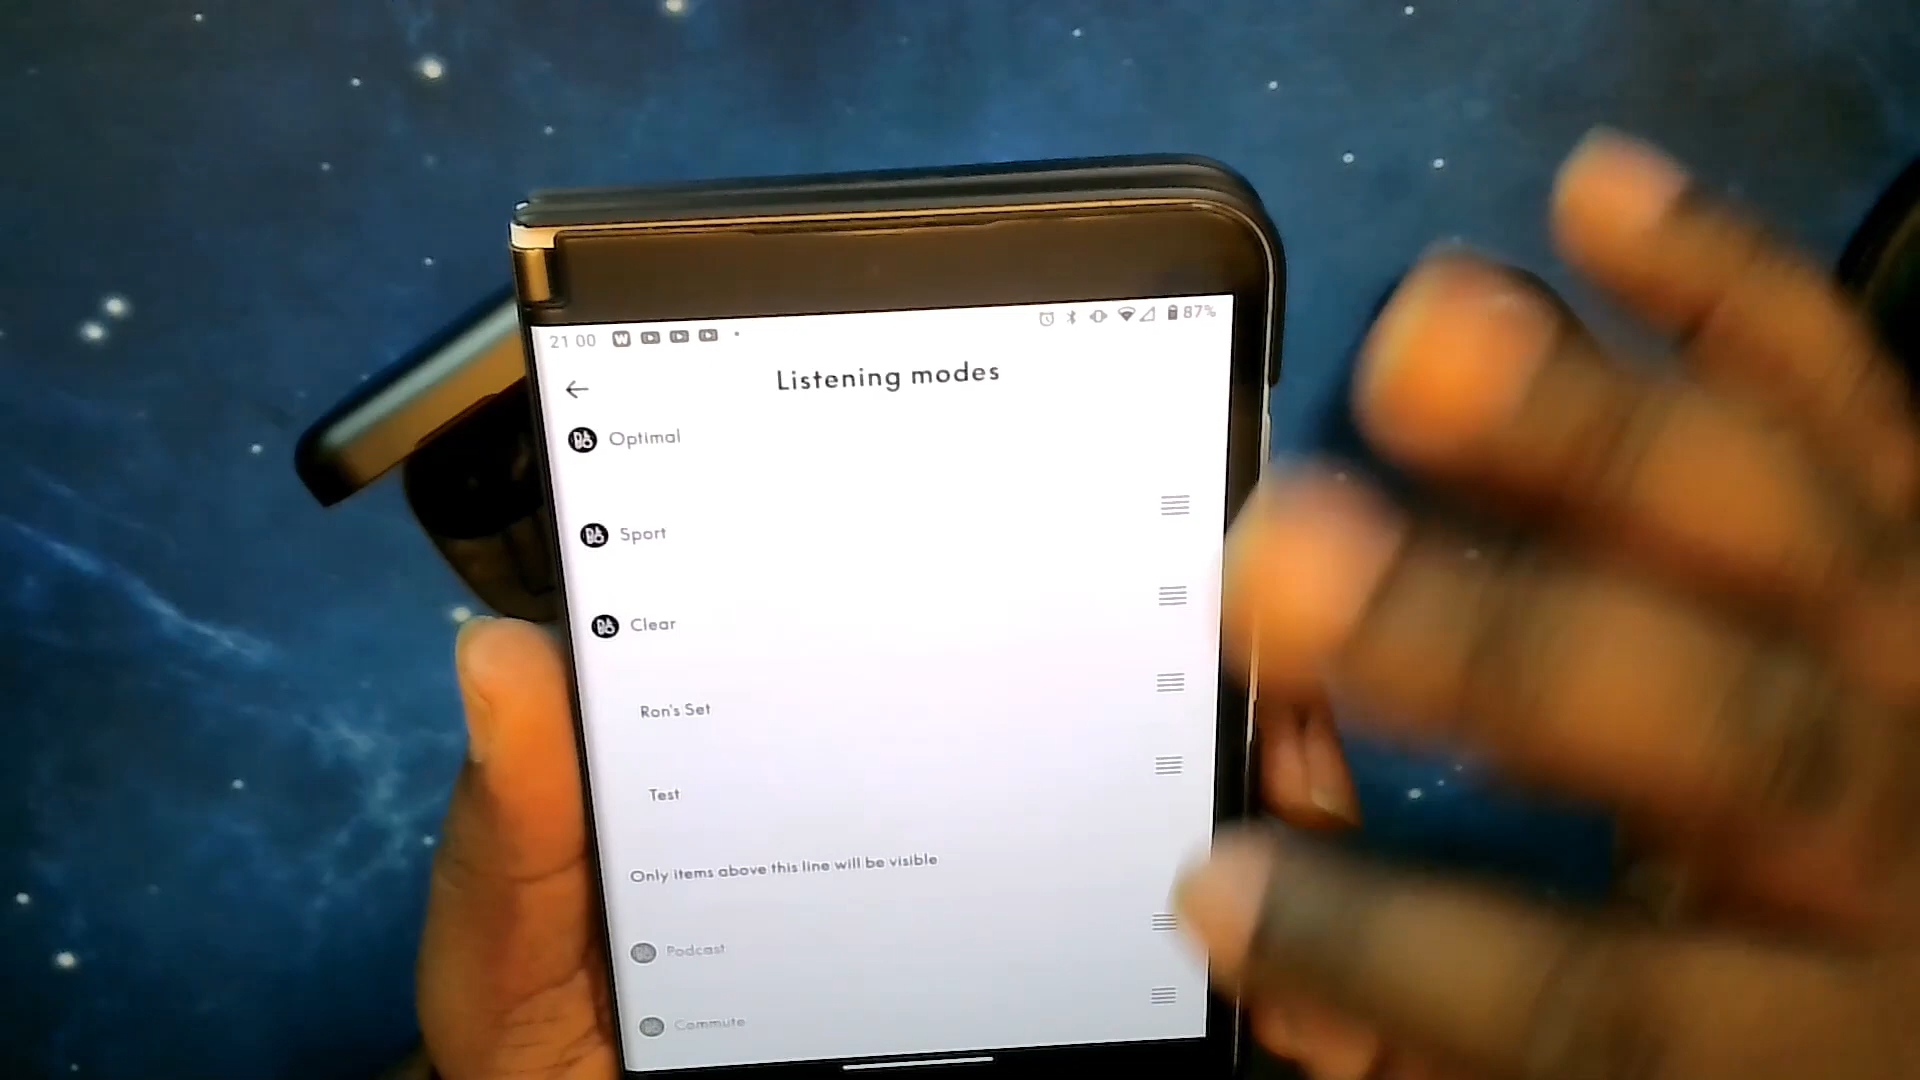 21 00 W 87%
Listening modes
Optimal
Sport
Clear
Ron's Set
Test
Only items above this line will be visible
Podcast
Commute